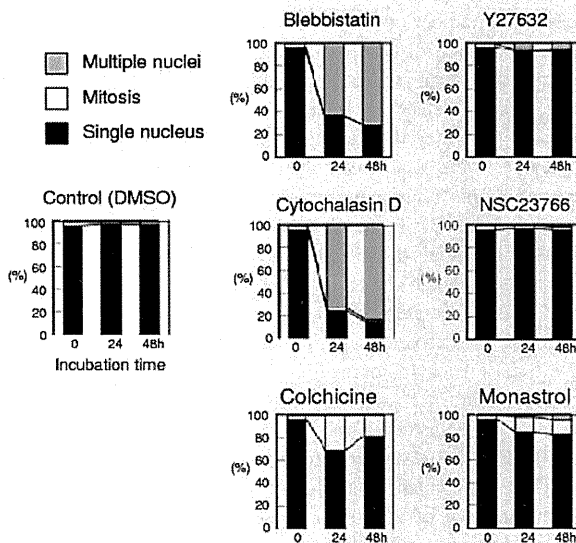 Multiple nuclei
Mitosis
Single nucleus
Control (DMSO)
100
80
60
(%)
40
20
0
0 24 48h
Incubation time
Blebbistatin
100
80
60
(%)
40
20
0
0 24 48h
Y27632
100
80
60
(%)
40
20
0
0 24 48h
Cytochalasin D
100
80
60
(%)
40
20
0
0 24 48h
NSC23766
100
80
60
(%)
40
20
0
0 24 48h
Colchicine
100
80
60
(%)
40
20
0
0 24 48h
Monastrol
100
80
60
(%)
40
20
0
0 24 48h